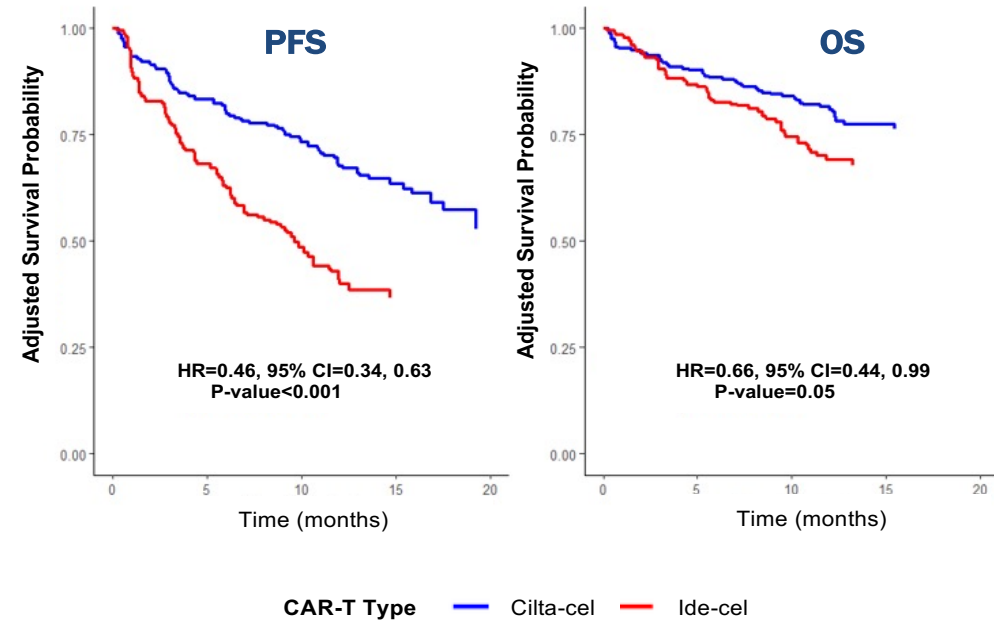 PFS
Adjusted Survival Probability
1.00
0.75
0.50
0.25
0.00
HR=0.46, 95% CI=0.34, 0.63
P-value<0.001
0 5 10 15 20
Time (months)
OS
Adjusted Survival Probability
1.00
0.75
0.50
0.25
0.00
HR=0.66, 95% CI=0.44, 0.99
P-value=0.05
0 5 10 15 20
Time (months)
CAR-T Type Cilta-cel Ide-cel